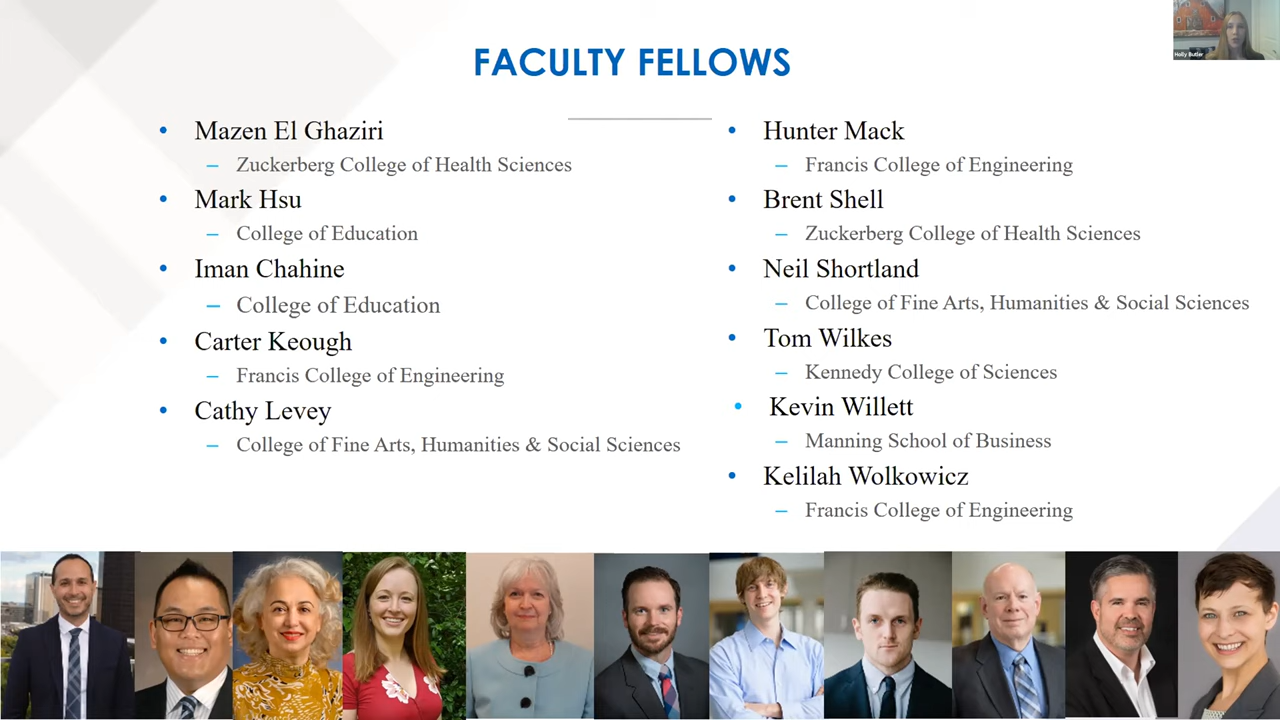 FACULTY FELLOWS
Holly Butler
• Mazen El Ghaziri
– Zuckerberg College of Health Sciences
• Mark Hsu
– College of Education
• Iman Chahine
– College of Education
• Carter Keough
– Francis College of Engineering
• Cathy Levey
– College of Fine Arts, Humanities & Social Sciences
• Hunter Mack
– Francis College of Engineering
• Brent Shell
– Zuckerberg College of Health Sciences
• Neil Shortland
– College of Fine Arts, Humanities & Social Sciences
• Tom Wilkes
– Kennedy College of Sciences
• Kevin Willett
– Manning School of Business
• Kelilah Wolkowicz
– Francis College of Engineering